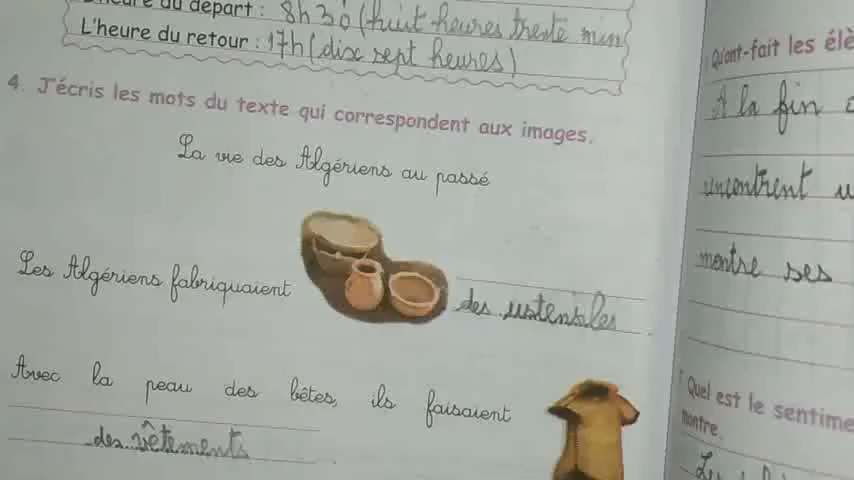 du départ : 8h30 (huit heures trente min
L'heure du retour : 17h (dix sept heures)
4. J'écris les mots du texte qui correspondent aux images.
La vie des Algériens au passé
Les Algériens fabriquaient
des ustensiles
Avec la peau des bêtes, ils faisaient
des vêtements
Qu'ont-fait les élè
A la fin
montre ses
Quel est le sentime
montre.